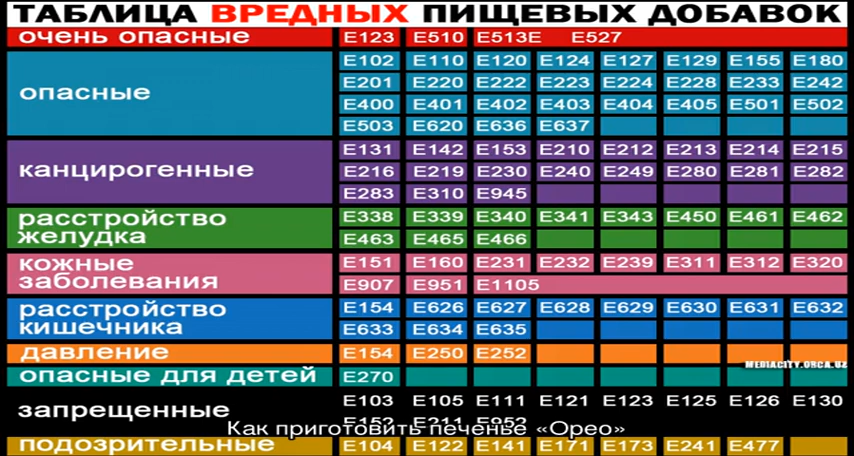 ТАБЛИЦА ВРЕДНЫХ ПИЩЕВЫХ ДОБАВОК
очень опасные E123 E510 E513E E527
опасные
E102 E110 E120 E124 E127 E129 E155 E180
E201 E220 E222 E223 E224 E228 E233 E242
E400 E401 E402 E403 E404 E405 E501 E502
E503 E620 E636 E637
канцирогенные
E131 E142 E153 E210 E212 E213 E214 E215
E216 E219 E230 E240 E249 E280 E281 E282
E283 E310 E945
расстройство
желудка
E338 E339 E340 E341 E343 E450 E461 E462
E463 E465 E466
кожные
заболевания
E151 E160 E231 E232 E239 E311 E312 E320
E907 E951 E1105
расстройство
кишечника
E154 E626 E627 E628 E629 E630 E631 E632
E633 E634 E635
давление E154 E250 E252
MEDIACITY.ORCA.UZ
опасные для детей E270
запрещенные
E103 E105 E111 E121 E123 E125 E126 E130
E152 E211 E952
Как приготовить печенье «Орео»
подозрительные E104 E122 E141 E171 E173 E241 E477